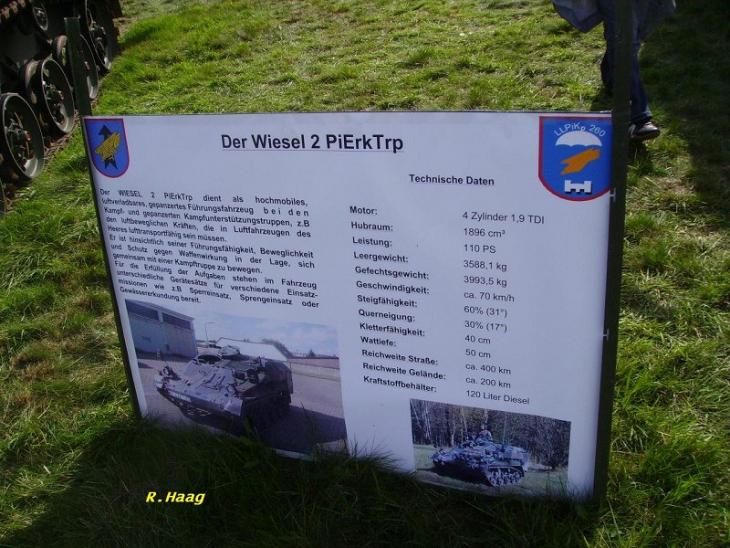 Der Wiesel 2 PiErkTrp
LLPiKp 260
Der WIESEL 2 PiErkTrp dient als hochmobiles,
luftverladbares, gepanzertes Führungsfahrzeug bei den
Kampf- und gepanzerten Kampfunterstützungstruppen, z.B
den luftbeweglichen Kräften, die in Luftfahrzeugen des
Heeres lufttransportfähig sein müssen.
Er ist hinsichtlich seiner Führungsfähigkeit, Beweglichkeit
und Schutz gegen Waffenwirkung in der Lage, sich
gemeinsam mit einer Kampftruppe zu bewegen.
Für die Erfüllung der Aufgaben stehen im Fahrzeug
unterschiedliche Gerätesätze für verschiedene Einsatz-
missionen wie z.B Sperreinsatz, Sprengeinsatz oder
Gewässererkundung bereit.
Technische Daten
Motor: 4 Zylinder 1,9 TDI
Hubraum: 1896 cm³
Leistung: 110 PS
Leergewicht: 3588,1 kg
Gefechtsgewicht: 3993,5 kg
Geschwindigkeit: ca. 70 km/h
Steigfähigkeit: 60% (31°)
Querneigung: 30% (17°)
Kletterfähigkeit: 40 cm
Wattiefe: 50 cm
Reichweite Straße: ca. 400 km
Reichweite Gelände: ca. 200 km
Kraftstoffbehälter: 120 Liter Diesel
R.Haag